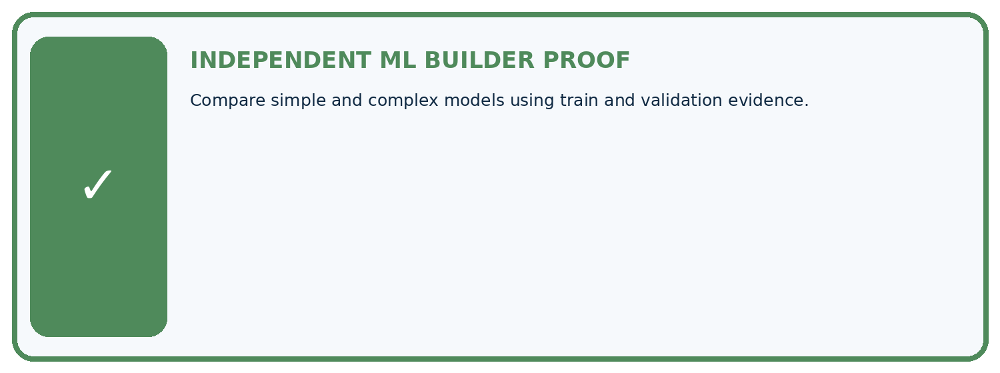 INDEPENDENT ML BUILDER PROOF
Compare simple and complex models using train and validation evidence.
✓